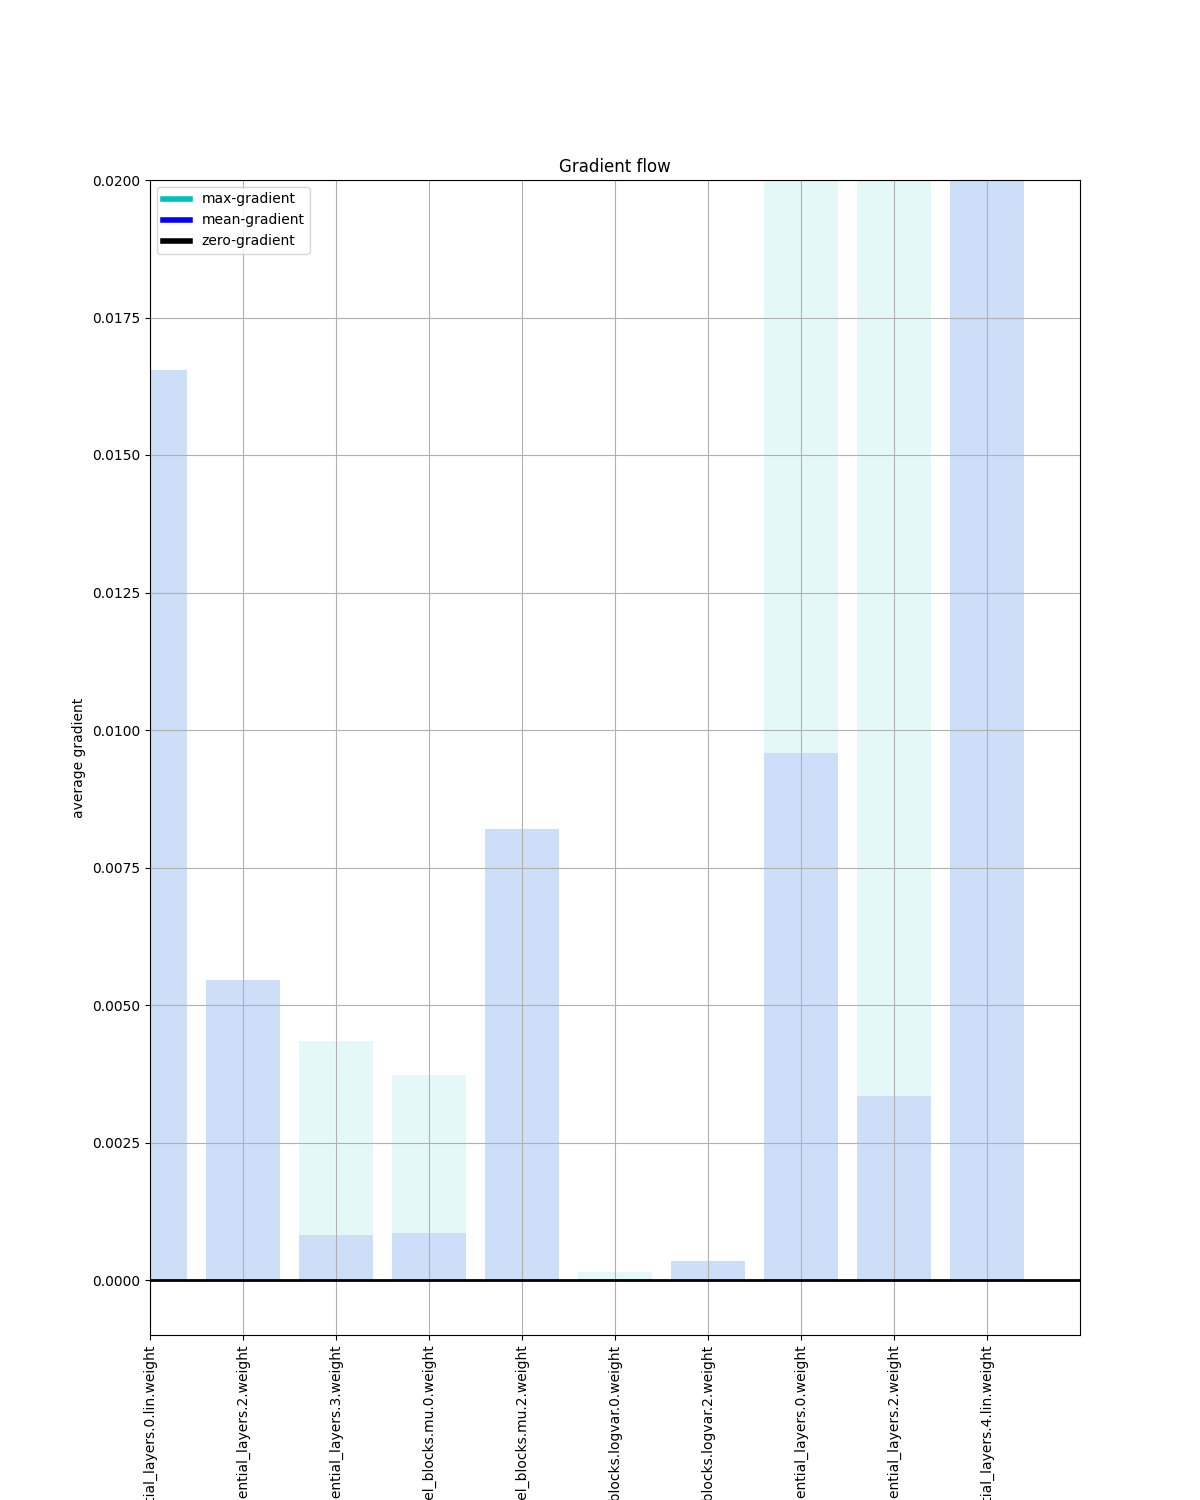 Gradient flow
max-gradient
mean-gradient
zero-gradient
0.0200
0.0175
0.0150
0.0125
0.0100
0.0075
0.0050
0.0025
0.0000
average gradient
tial_layers.0.lin.weight
ential_layers.2.weight
ential_layers.3.weight
el_blocks.mu.0.weight
el_blocks.mu.2.weight
blocks.logvar.0.weight
blocks.logvar.2.weight
ential_layers.0.weight
ential_layers.2.weight
tial_layers.4.lin.weight